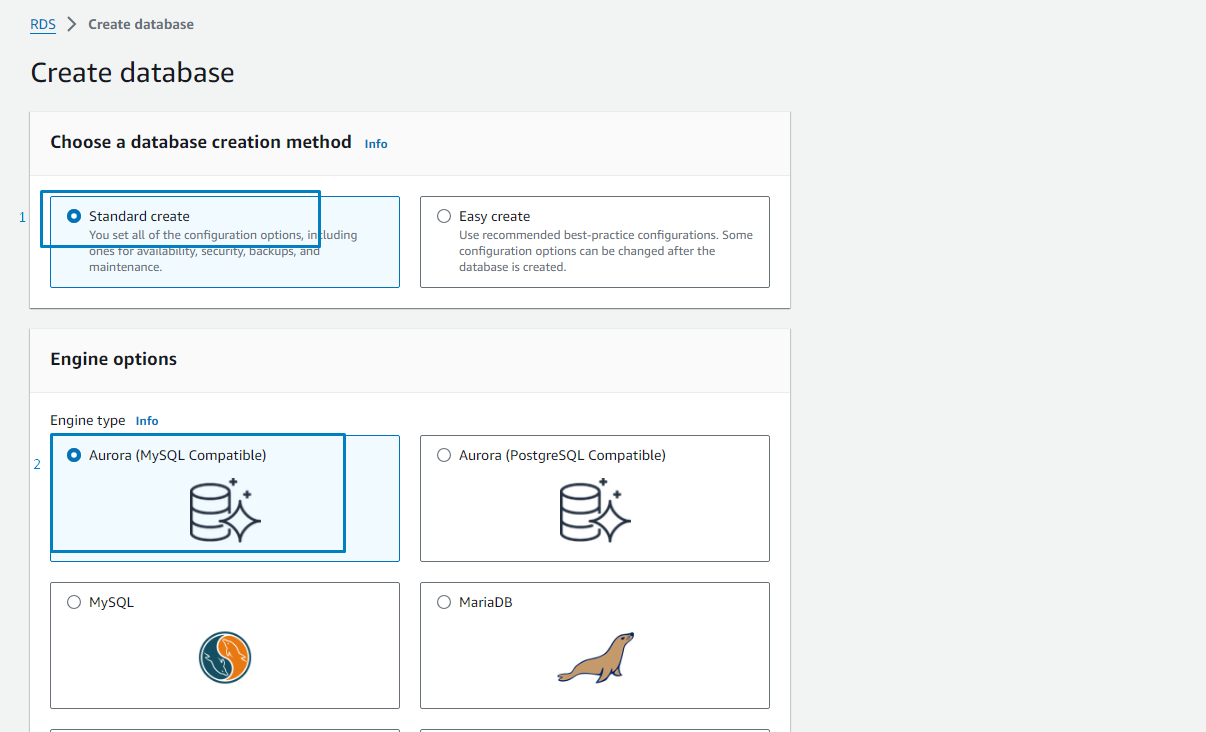 RDS > Create database
Create database
Choose a database creation method Info
1
Standard create
You set all of the configuration options, including
ones for availability, security, backups, and
maintenance.
Easy create
Use recommended best-practice configurations. Some
configuration options can be changed after the
database is created.
Engine options
Engine type Info
2
Aurora (MySQL Compatible)
Aurora (PostgreSQL Compatible)
MySQL
MariaDB